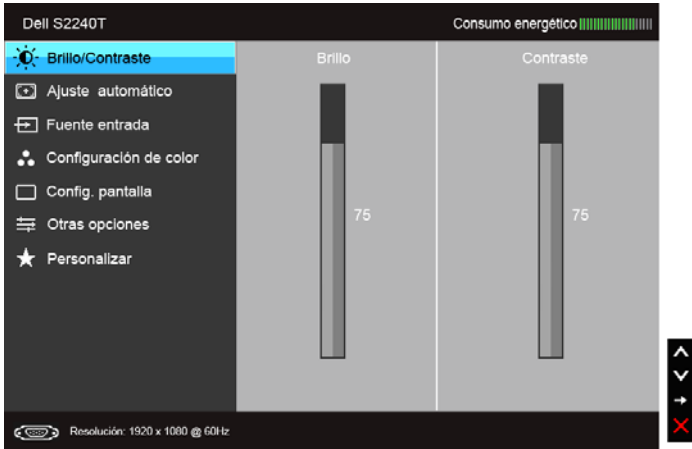 Dell S2240T
Consumo energético
Brillo/Contraste
Ajuste automático
Fuente entrada
Configuración de color
Config. pantalla
Otras opciones
Personalizar
Brillo
75
Contraste
75
Resolución: 1920 x 1080 @ 60Hz